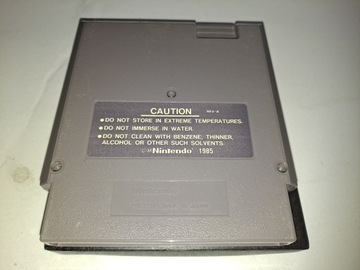 CAUTION
●DO NOT STORE IN EXTREME TEMPERATURES.
●DO NOT IMMERSE IN WATER.
●DO NOT CLEAN WITH BENZENE, THINNER,
ALCOHOL OR OTHER SUCH SOLVENTS.
Nintendo 1985